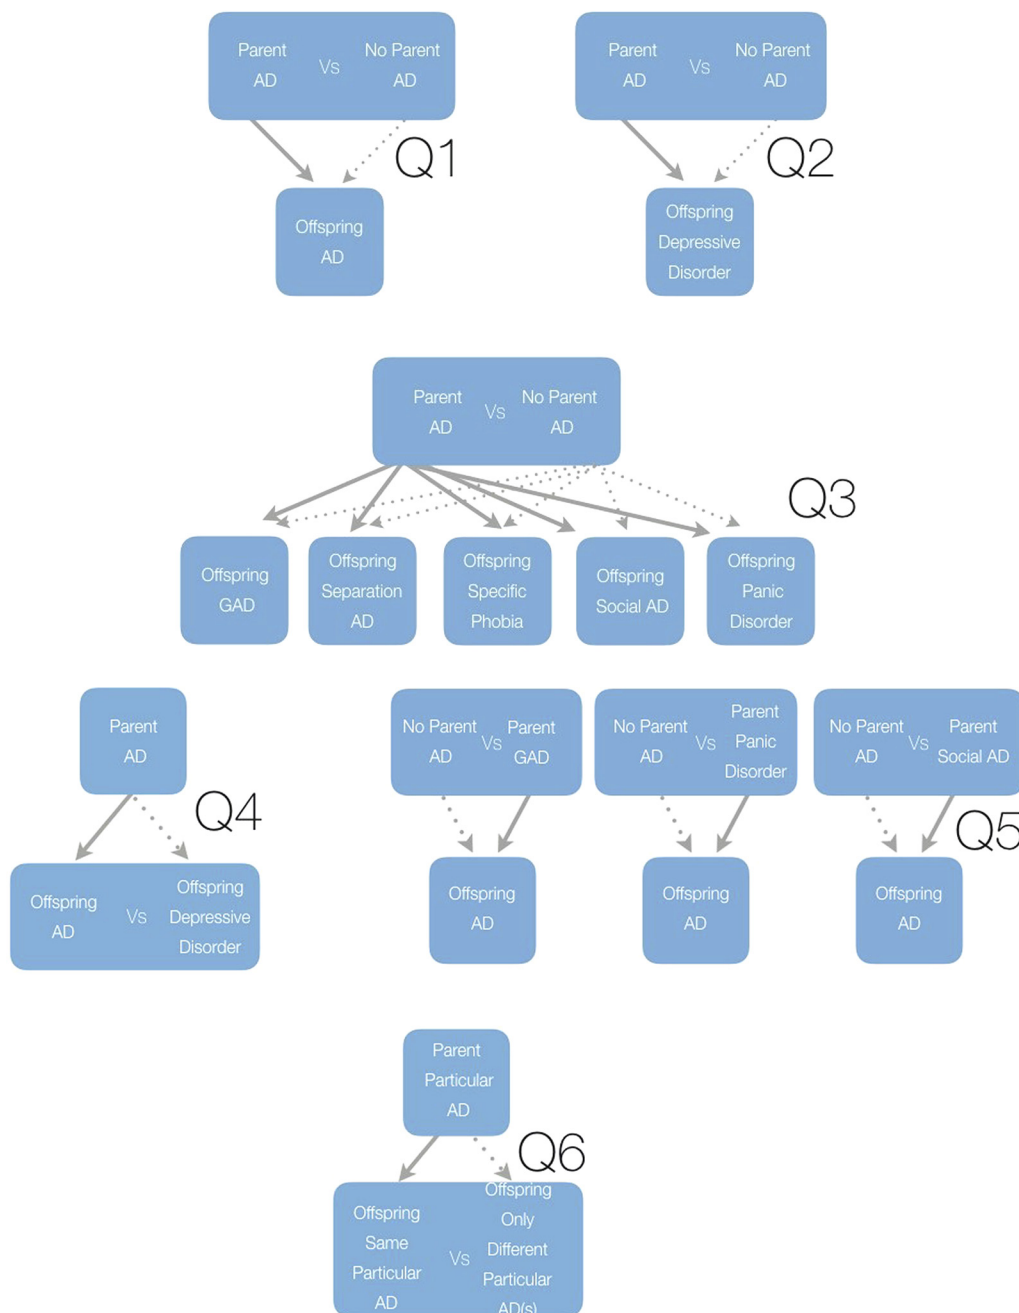 Parent
AD
Vs
No Parent
AD
Q1
Offspring
AD
Parent
AD
Vs
No Parent
AD
Q2
Offspring
Depressive
Disorder
Parent
AD
Vs
No Parent
AD
Q3
Offspring
GAD
Offspring
Separation
AD
Offspring
Specific
Phobia
Offspring
Social AD
Offspring
Panic
Disorder
Parent
AD
Q4
Offspring
AD
Vs
Offspring
Depressive
Disorder
No Parent
AD
Vs
Parent
GAD
Offspring
AD
No Parent
AD
Vs
Parent
Panic
Disorder
Offspring
AD
No Parent
AD
Vs
Parent
Social AD
Q5
Offspring
AD
Parent
Particular
AD
Q6
Offspring
Same
Particular
AD
Vs
Offspring
Only
Different
Particular
AD(s)